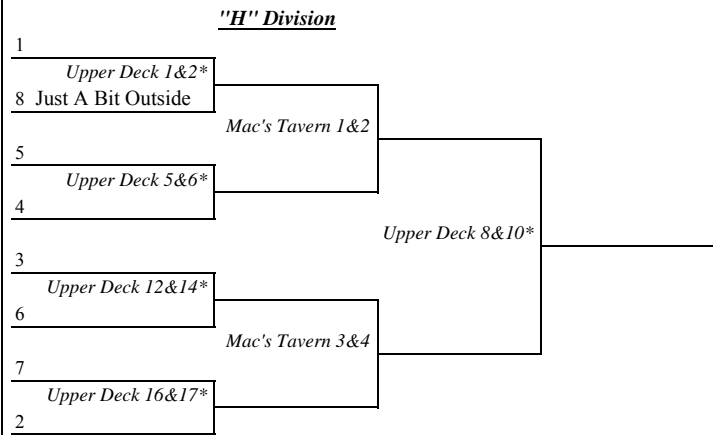 "H" Division
1
Upper Deck 1&2*
8 Just A Bit Outside
Mac's Tavern 1&2
5
Upper Deck 5&6*
4
Upper Deck 8&10*
3
Upper Deck 12&14*
6
Mac's Tavern 3&4
7
Upper Deck 16&17*
2